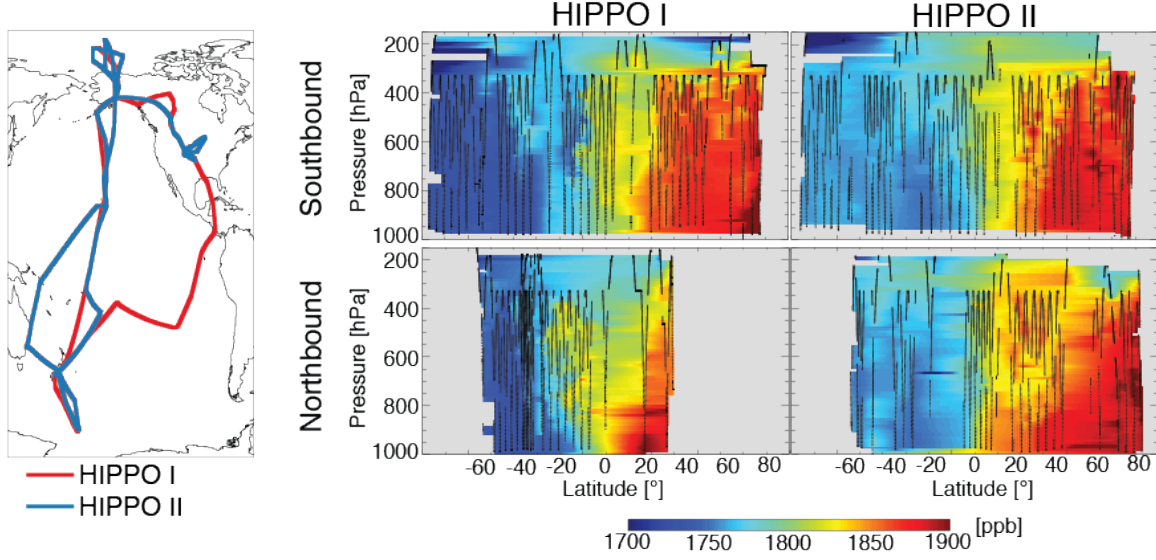 HIPPO I
HIPPO II
Southbound
Pressure [hPa]
200
400
600
800
1000
Northbound
Pressure [hPa]
200
400
600
800
1000
-60 -40 -20 0 20 40 60 80
Latitude [°]
-60 -40 -20 0 20 40 60 80
Latitude [°]
HIPPO I
HIPPO II
[ppb]
1700 1750 1800 1850 1900